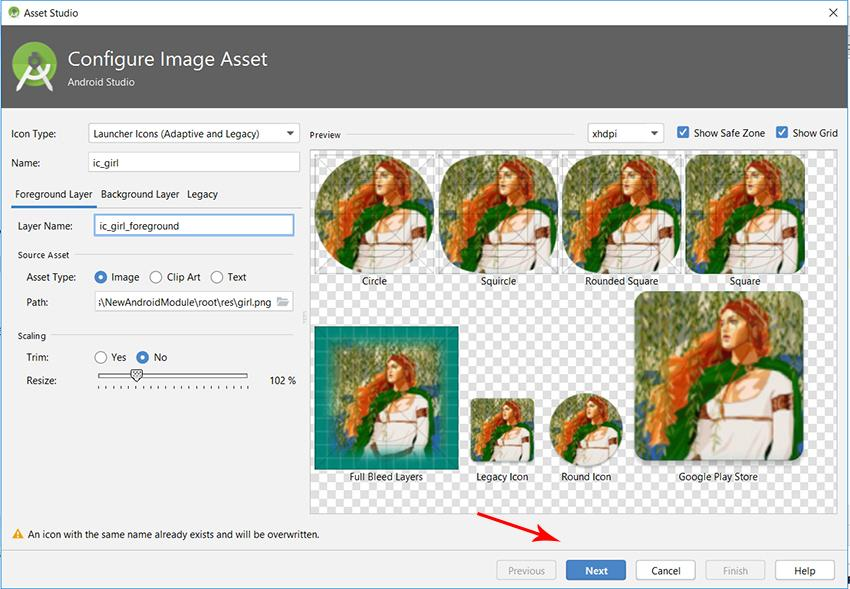 Asset Studio
Configure Image Asset
Android Studio
Icon Type: Launcher Icons (Adaptive and Legacy)
Name: ic_girl
Foreground Layer Background Layer Legacy
Layer Name: ic_girl_foreground
Source Asset
Asset Type: Image Clip Art Text
Path: :\NewAndroidModule\root\res\girl.png
Scaling
Trim: Yes No
Resize: 102 %
Preview xhdpi Show Safe Zone Show Grid
Circle Squircle Rounded Square Square
Full Bleed Layers Legacy Icon Round Icon Google Play Store
An icon with the same name already exists and will be overwritten.
Previous Next Cancel Finish Help